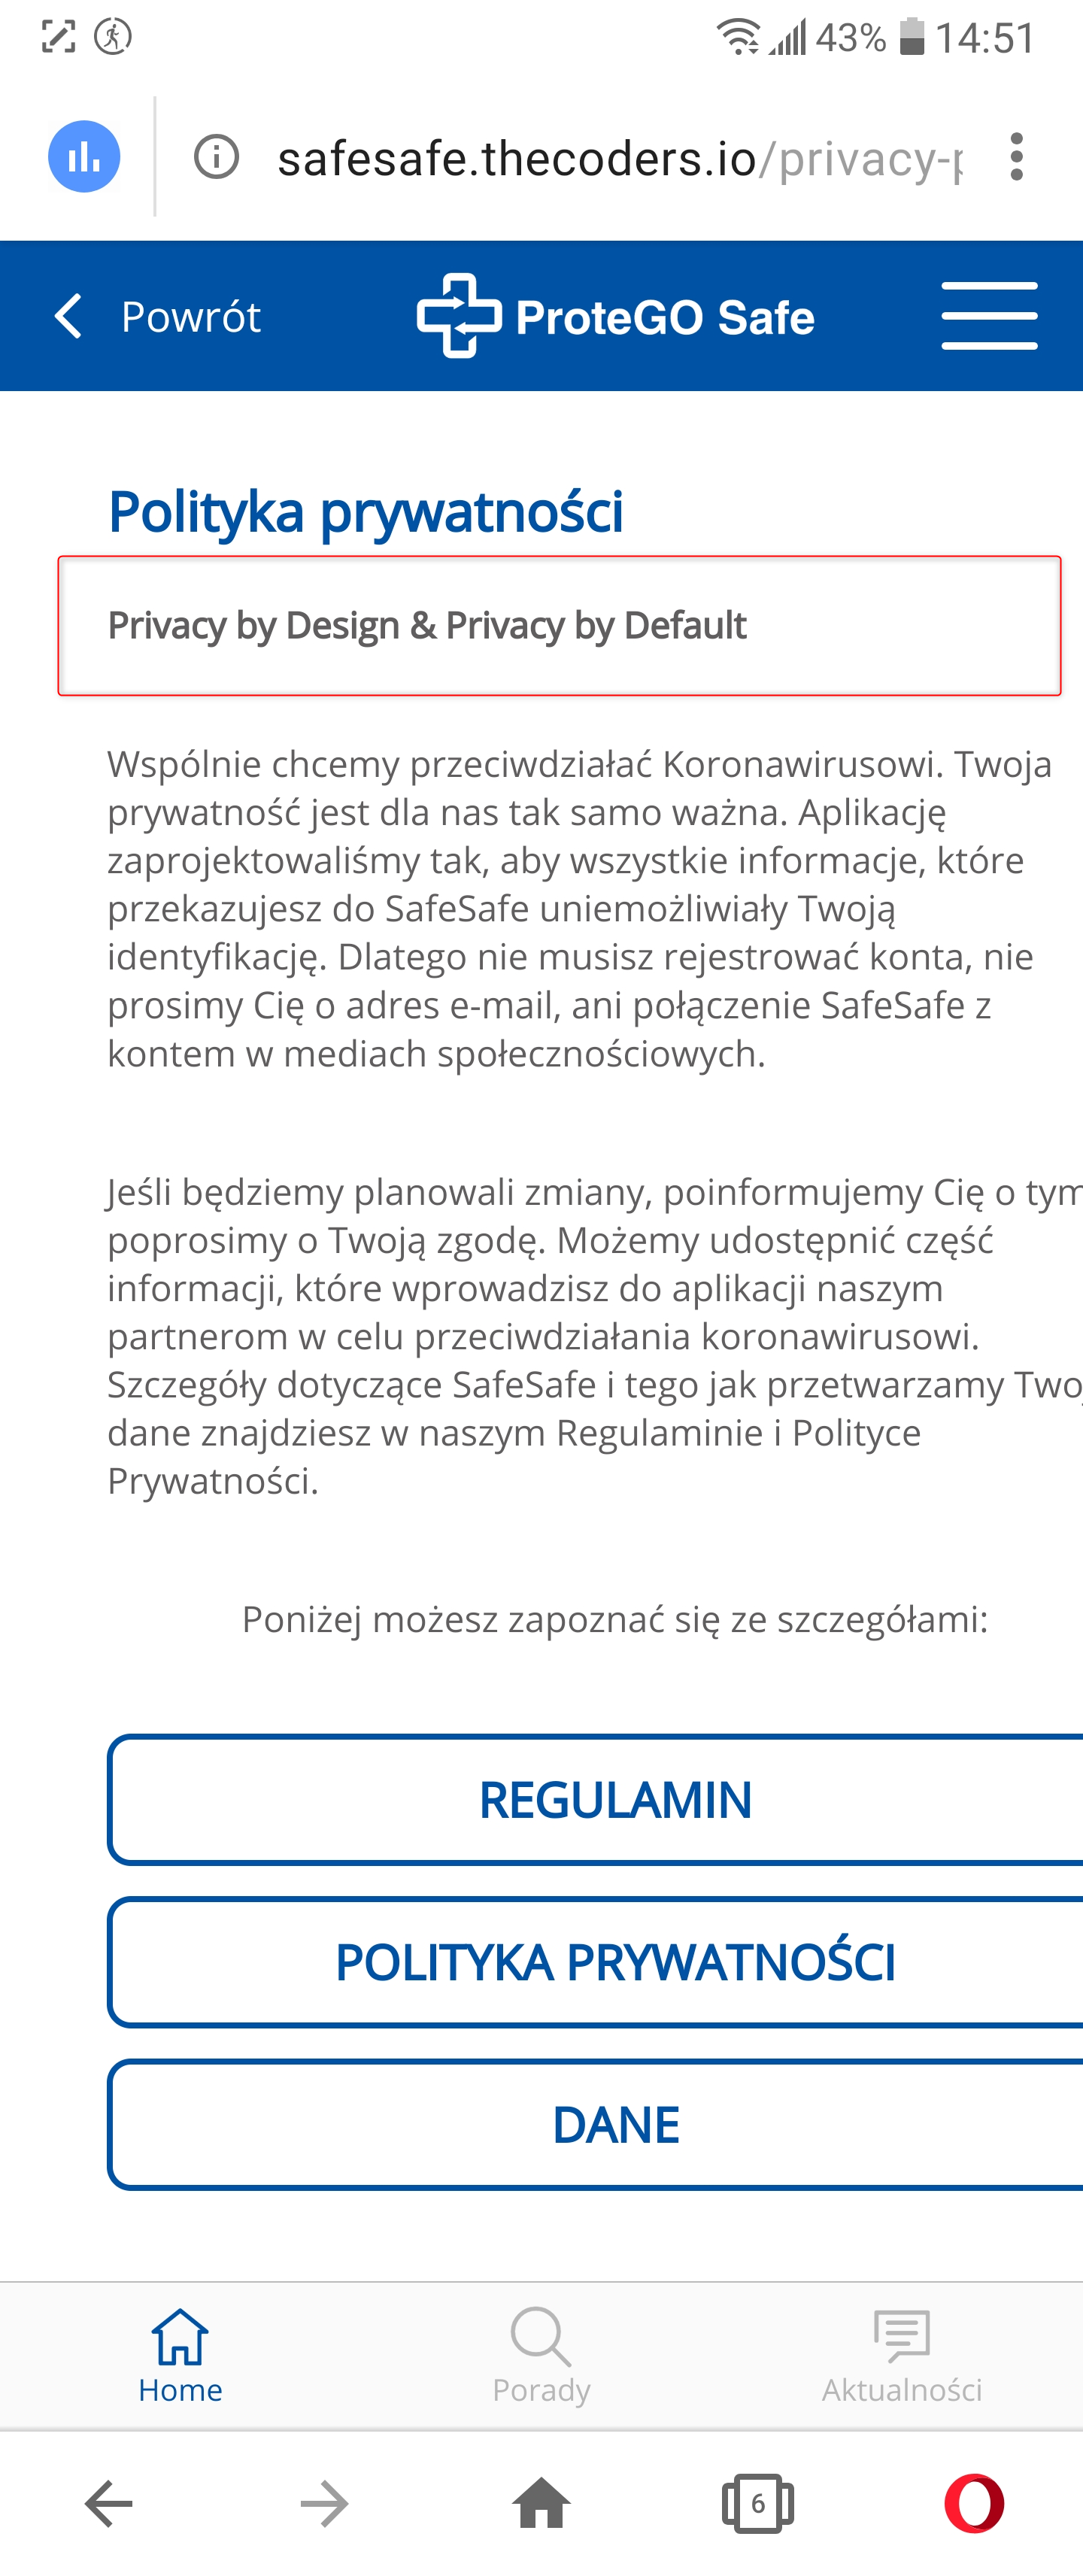 43% 14:51
safesafe.thecoders.io/privacy-
Powrót ProteGO Safe
Polityka prywatności
Privacy by Design & Privacy by Default
Wspólnie chcemy przeciwdziałać Koronawirusowi. Twoja
prywatność jest dla nas tak samo ważna. Aplikację
zaprojektowaliśmy tak, aby wszystkie informacje, które
przekazujesz do SafeSafe uniemożliwiały Twoją
identyfikację. Dlatego nie musisz rejestrować konta, nie
prosimy Cię o adres e-mail, ani połączenie SafeSafe z
kontem w mediach społecznościowych.
Jeśli będziemy planowali zmiany, poinformujemy Cię o tym
poprosimy o Twoją zgodę. Możemy udostępnić część
informacji, które wprowadzisz do aplikacji naszym
partnerom w celu przeciwdziałania koronawirusowi.
Szczegóły dotyczące SafeSafe i tego jak przetwarzamy Two
dane znajdziesz w naszym Regulaminie i Polityce
Prywatności.
Poniżej możesz zapoznać się ze szczegółami:
REGULAMIN
POLITYKA PRYWATNOŚCI
DANE
Home Porady Aktualności
6